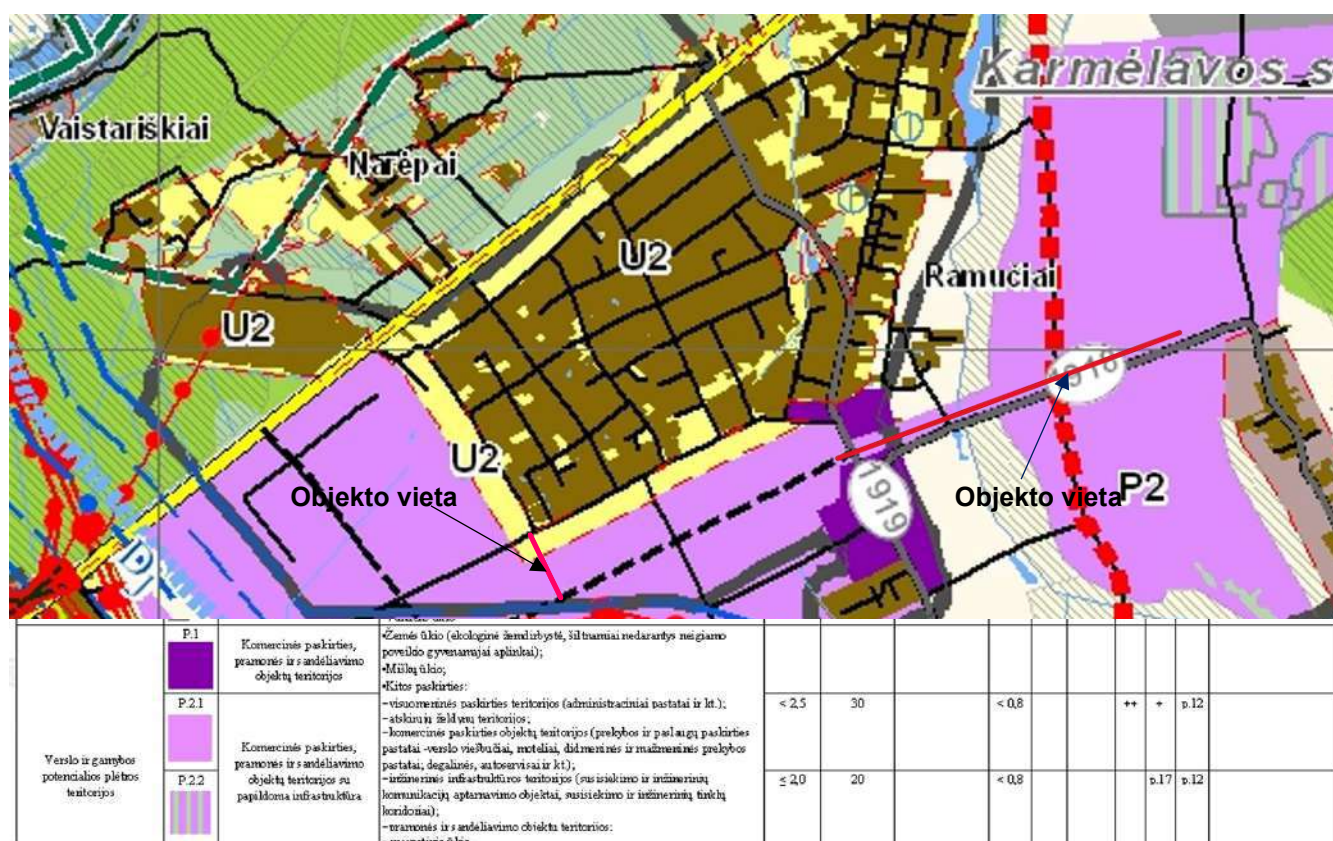 Karmėlavos s
Vaistariškiai
Narėpai
U2
Ramučiai
U2
U2
1918
Objekto vieta
1919
Objekto vieta
P2
P.1
Komercinės paskirties,
pramonės ir sandėliavimo
objektų teritorijos
•Žemės ūkio (ekologinė žemdirbystė, šiltnamiai nedarantys neigiamo
poveikio gyvenamajai aplinkai);
•Miškų ūkio;
•Kitos paskirties:
Verslo ir gamybos
potencialios plėtros
teritorijos
P.2.1
P.2.2
Komercinės paskirties,
pramonės ir sandėliavimo
objektų teritorijos su
papildoma infrastruktūra
–visuomeninės paskirties teritorijos (administraciniai pastatai ir kt.);
–atskirųjų želdynų teritorijos;
–komercinės paskirties objektų teritorijos (prekybos ir paslaugų paskirties
pastatai -verslo viešbučiai, moteliai, didmeninės ir mažmeninės prekybos
pastatai; degalinės, autoservisai ir kt.);
–inžinerinės infrastruktūros teritorijos (susisiekimo ir inžinerinių
komunikacijų aptarnavimo objektai, susisiekimo ir inžinerinių tinklų
koridoriai);
–pramonės ir sandėliavimo objektų teritorijos:
< 2,5 30 < 0,8 ++ + p.12
≤ 2,0 20 < 0,8 p.17 p.12